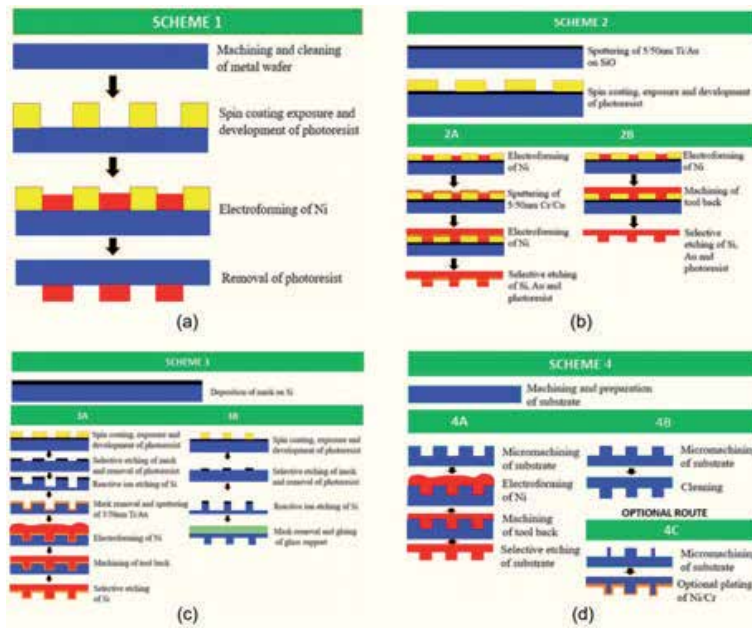 SCHEME 1
Machining and cleaning
of metal wafer
Spin coating exposure and
development of photoresist
Electroforming of Ni
Removal of photoresist
(a)
SCHEME 2
Sputtering of 5/50nm Ti/Au
on SiO
Spin coating, exposure and development
of photoresist
2A
Electroforming
of Ni
Sputtering of
5/50nm Cr/Cu
Electroforming
of Ni
Selective etching
of Si, Au and
photoresist
2B
Electroforming
of Ni
Machining of
tool back
Selective
etching of Si,
Au and
photoresist
(b)
SCHEME 3
Deposition of mask on Si
3A
Spin coating, exposure and
development of photoresist
Selective etching of mask
and removal of photoresist
Reactive ion etching of Si
Mask removal and sputtering
of 5/50nm Ti/Au
Electroforming of Ni
Machining of tool back
Selective etching
of Si
3B
Spin coating, exposure and
development of photoresist
Selective etching of mask
and removal of photoresist
Reactive ion etching of Si
Mask removal and gluing
of glass support
(c)
SCHEME 4
Machining and preparation
of substrate
4A
Micromachining
of substrate
Electroforming
of Ni
Machining
of tool back
Selective etching
of substrate
4B
Micromachining
of substrate
Cleaning
OPTIONAL ROUTE
4C
Micromachining
of substrate
Optional plating
of Ni/Cr
(d)